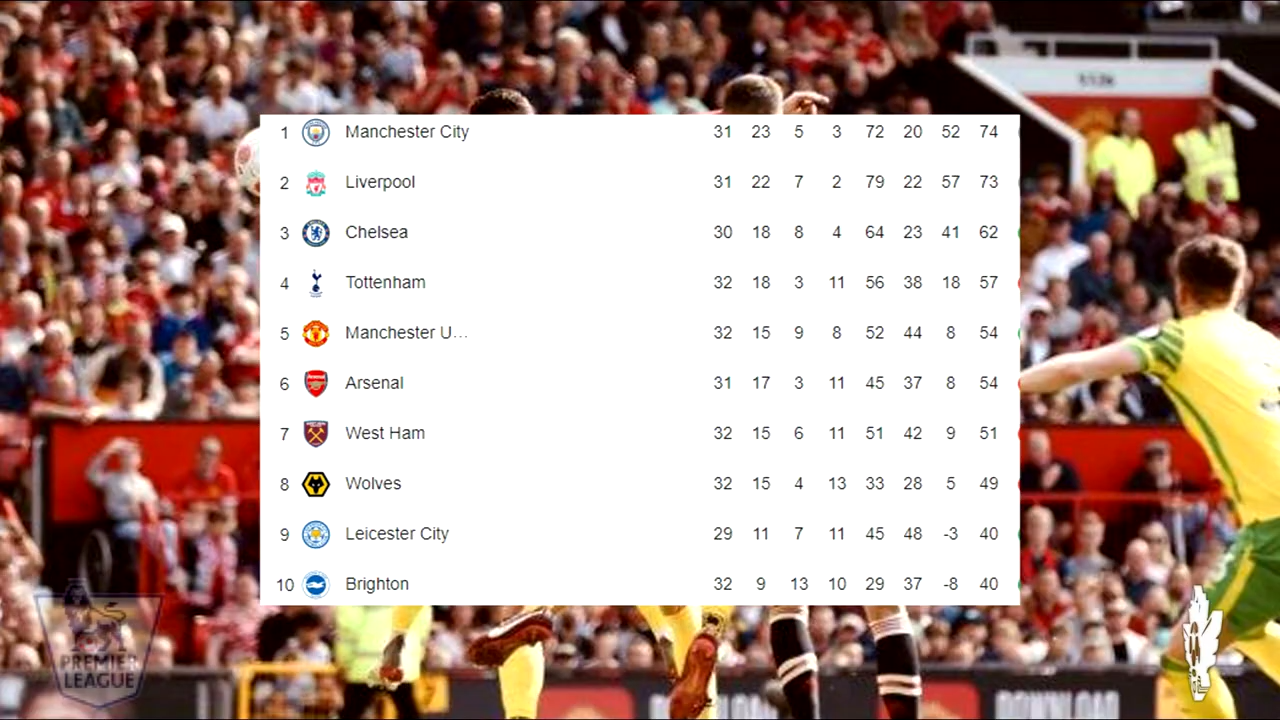 1 Manchester City 31 23 5 3 72 20 52 74
2 Liverpool 31 22 7 2 79 22 57 73
3 Chelsea 30 18 8 4 64 23 41 62
4 Tottenham 32 18 3 11 56 38 18 57
5 Manchester U... 32 15 9 8 52 44 8 54
6 Arsenal 31 17 3 11 45 37 8 54
7 West Ham 32 15 6 11 51 42 9 51
8 Wolves 32 15 4 13 33 28 5 49
9 Leicester City 29 11 7 11 45 48 -3 40
10 Brighton 32 9 13 10 29 37 -8 40
PREMIER
LEAGUE
DOWNLOAD